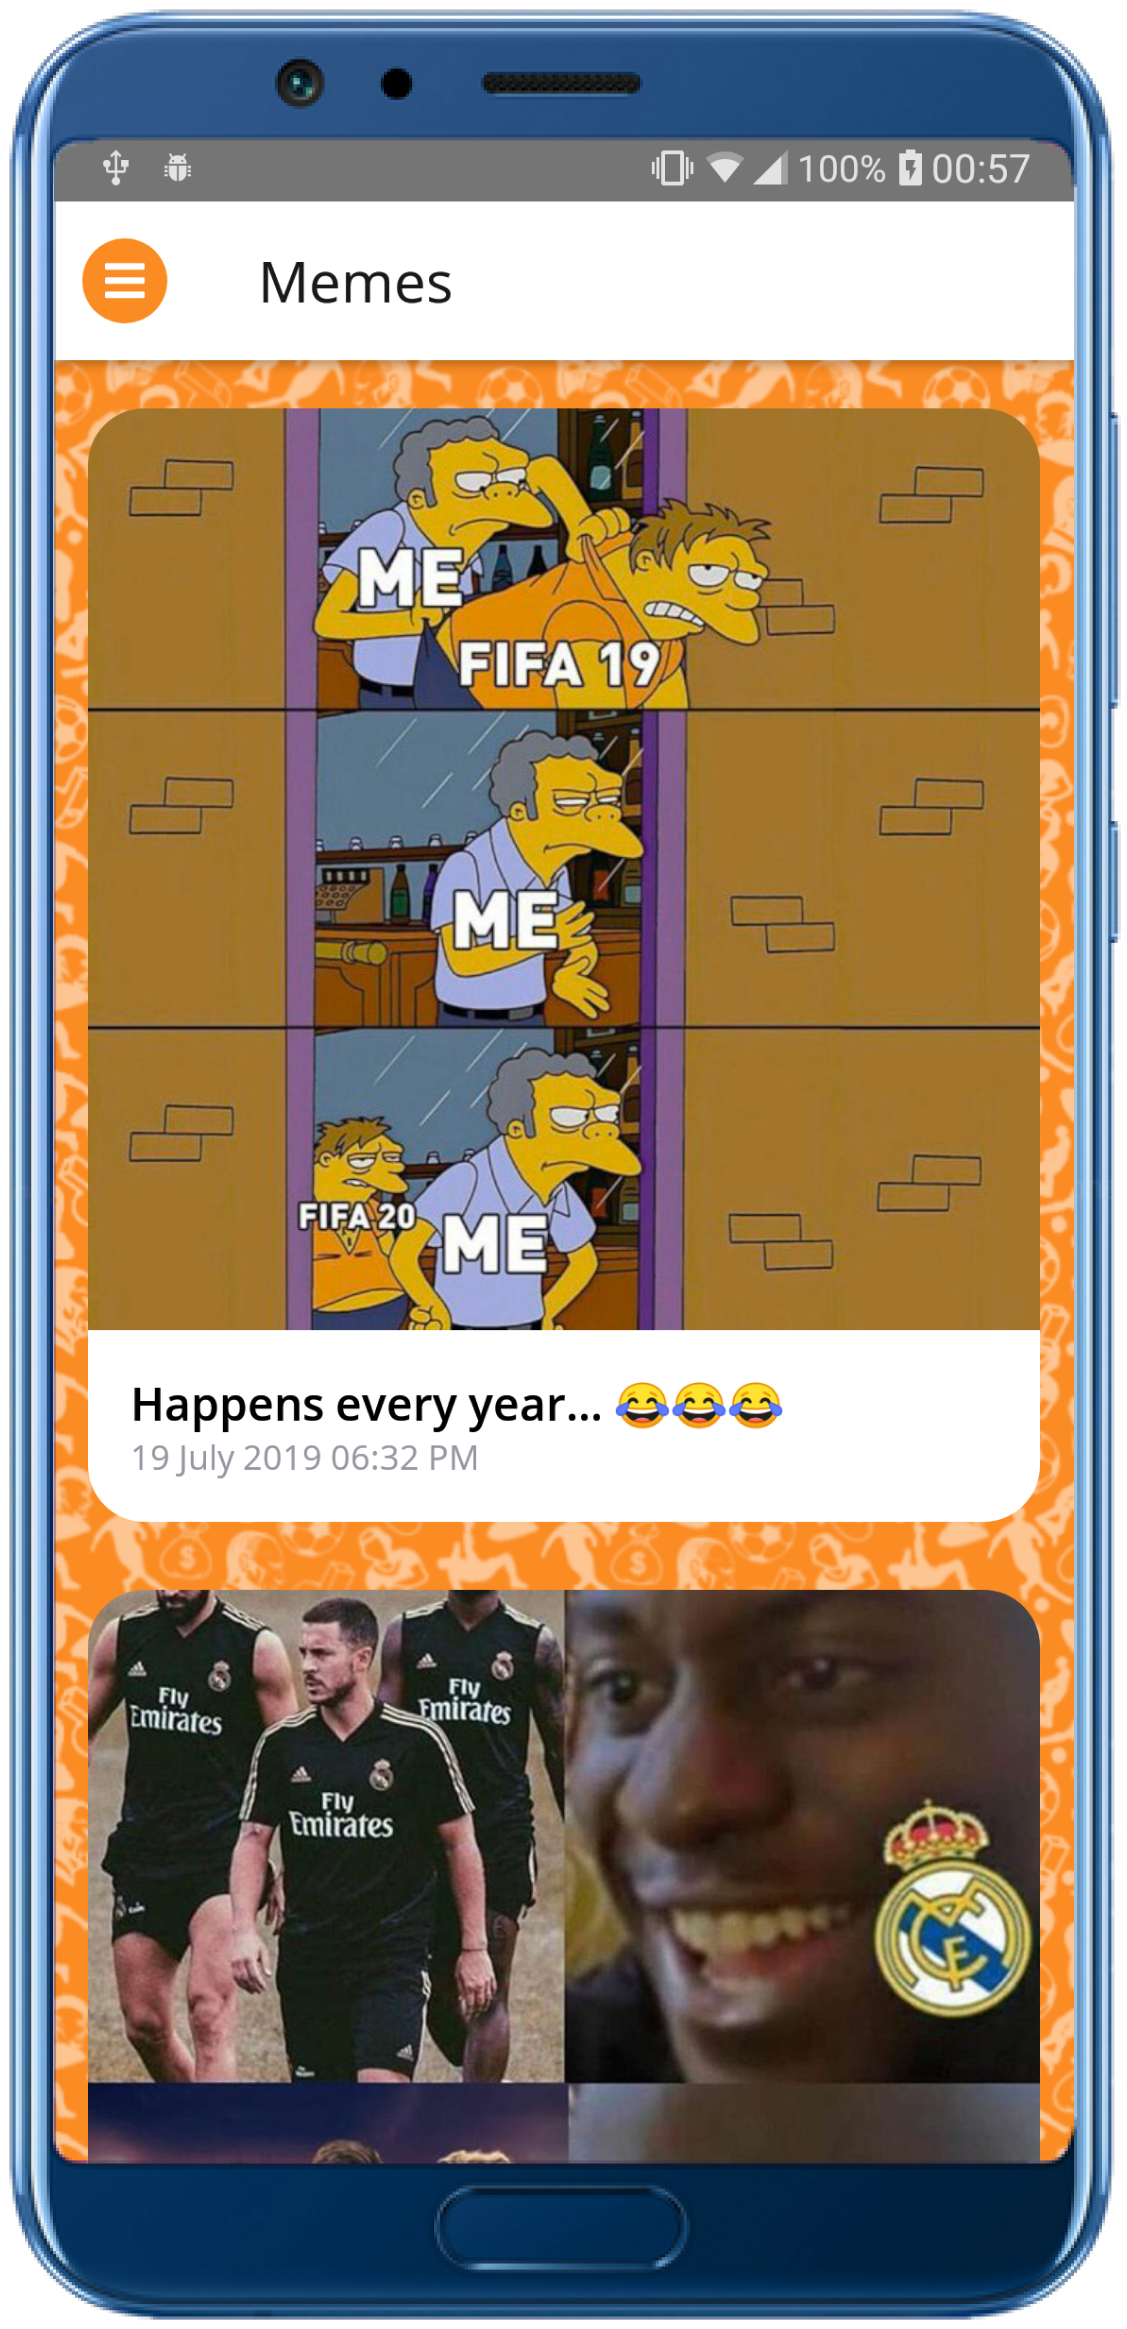 100% 00:57
Memes
ME
FIFA 19
ME
FIFA 20
ME
Happens every year... 😂😂😂
19 July 2019 06:32 PM
Fly
Emirates
Fly
Emirates
Fly
Emirates